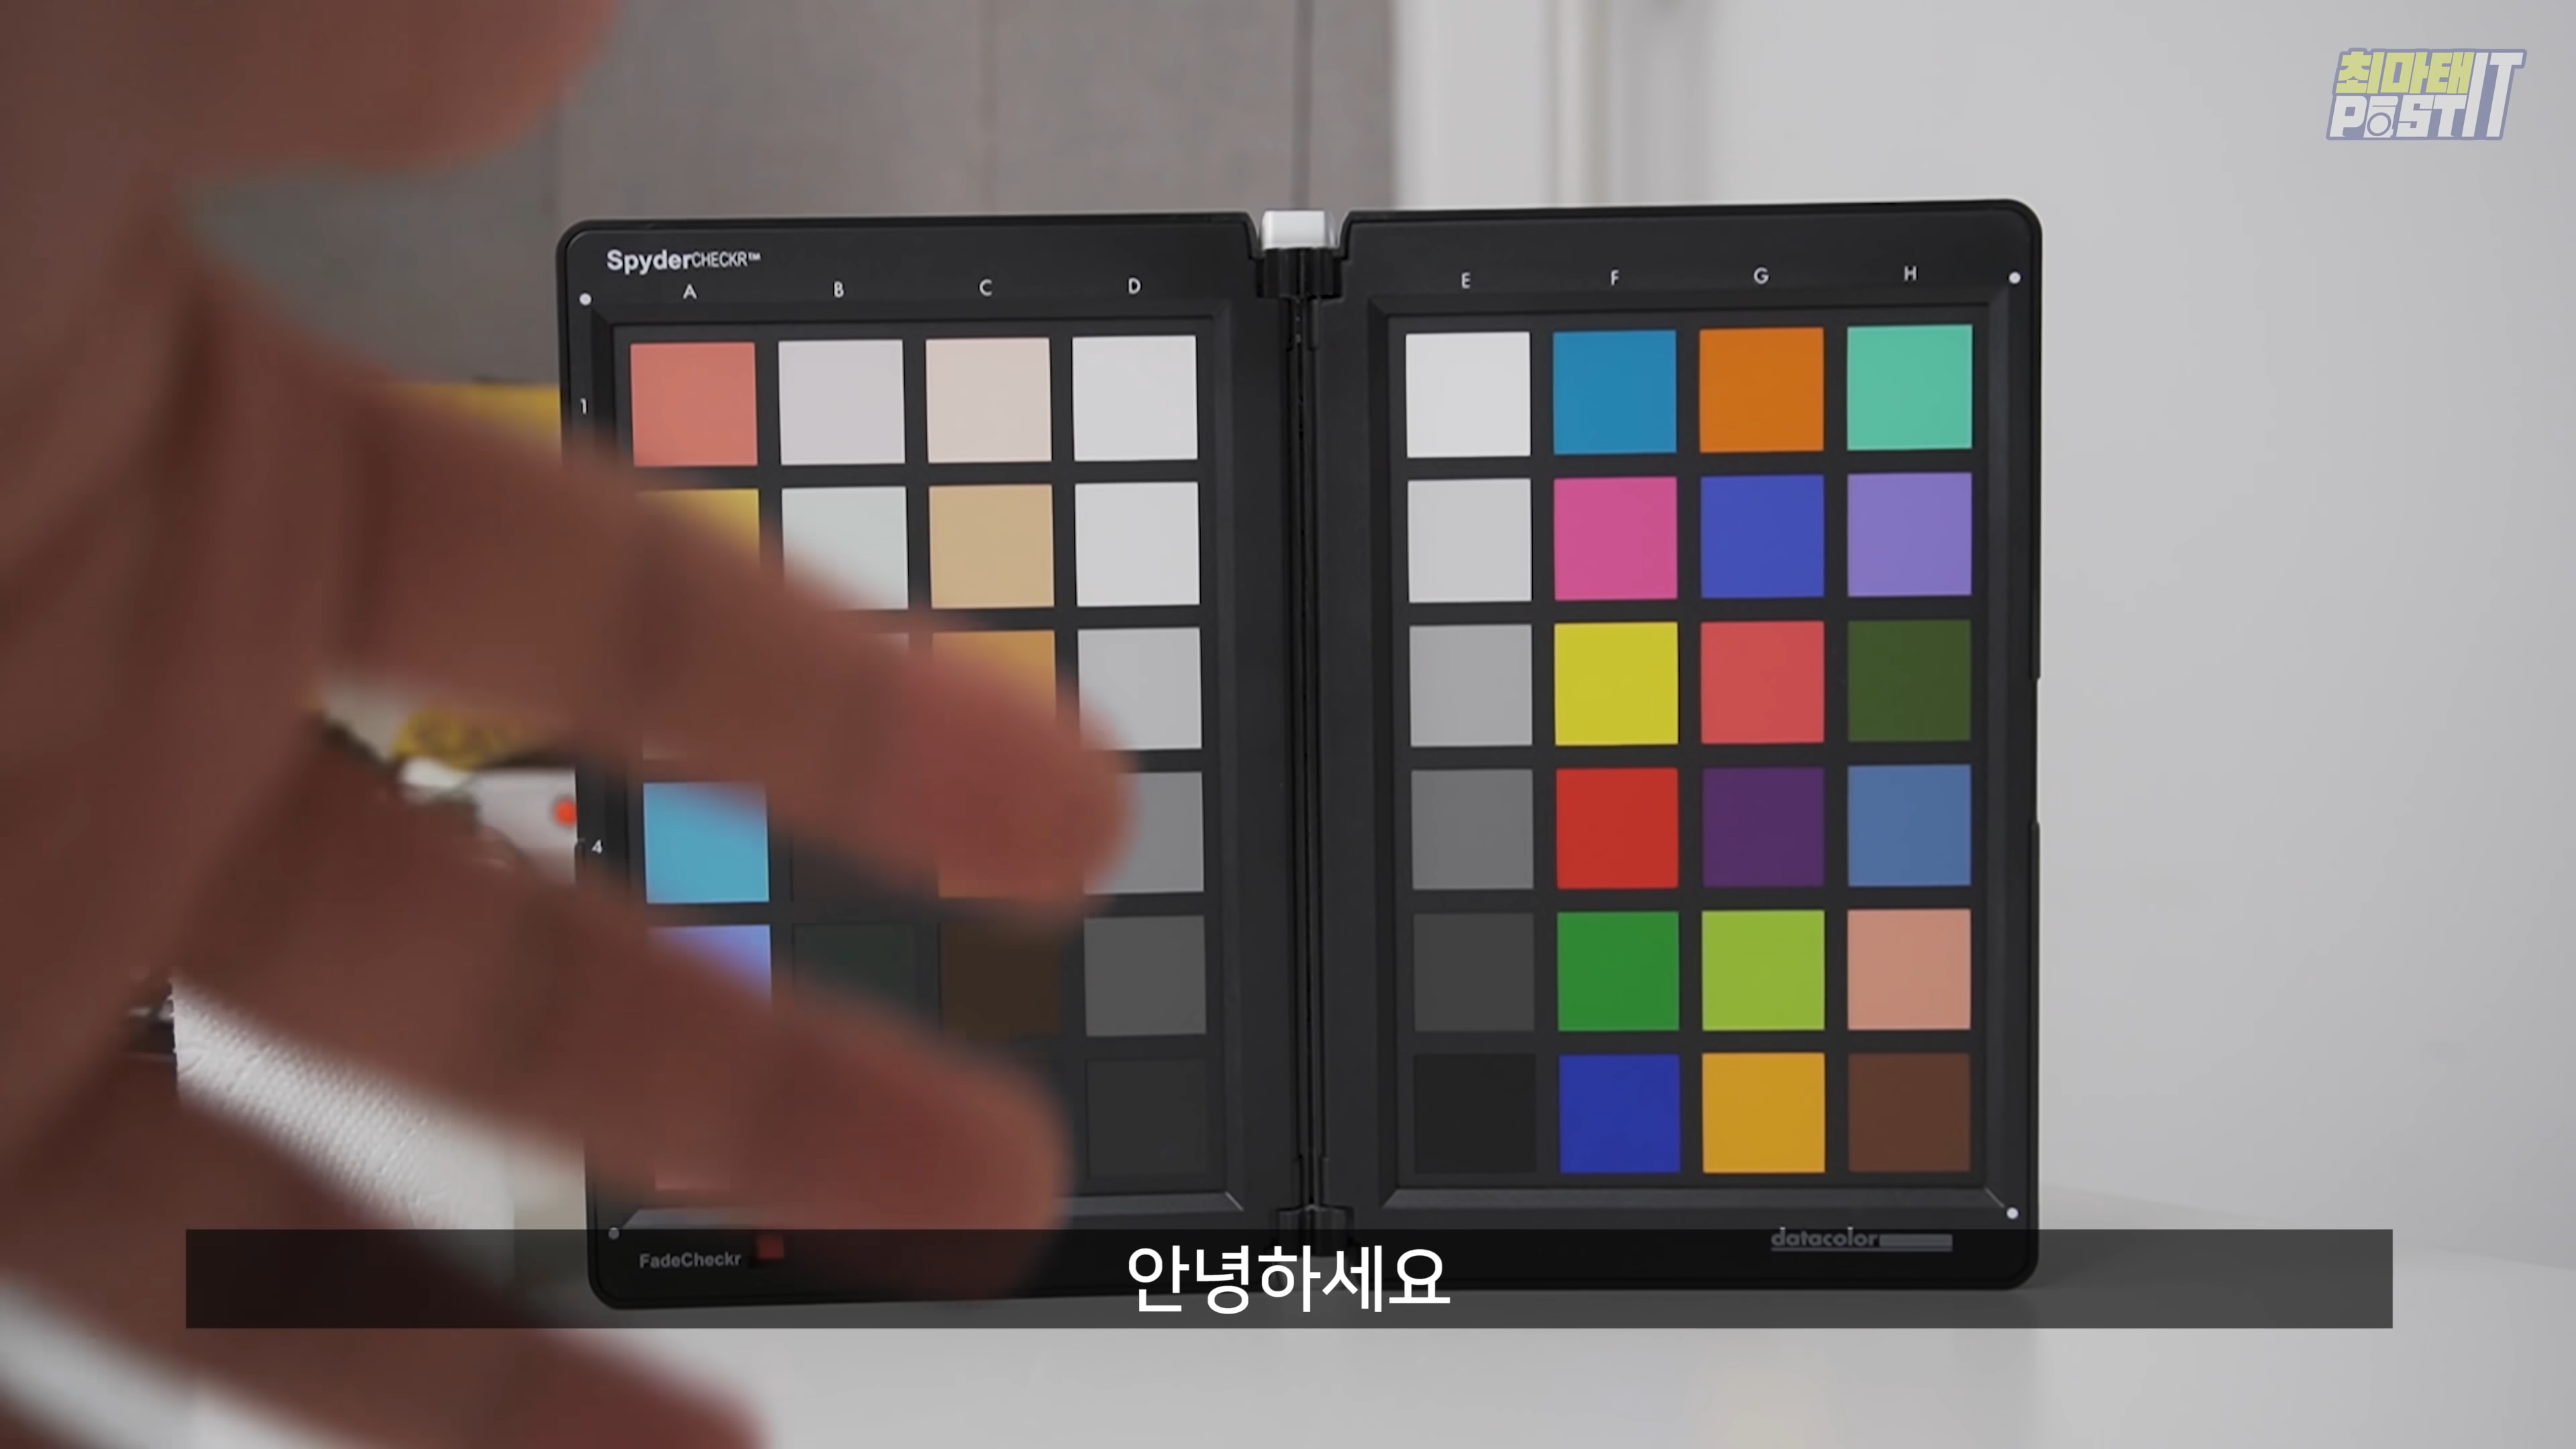 최마태
POST IT
SpyderCHECKR™
A B C D E F G H
1
4
FadeCheckr
datacolor
안녕하세요